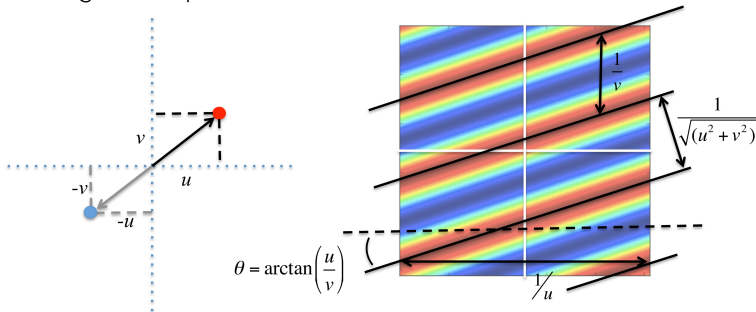 v
u
-v
-u
1/v
1/√(u² + v²)
θ = arctan(u/v)
1/u